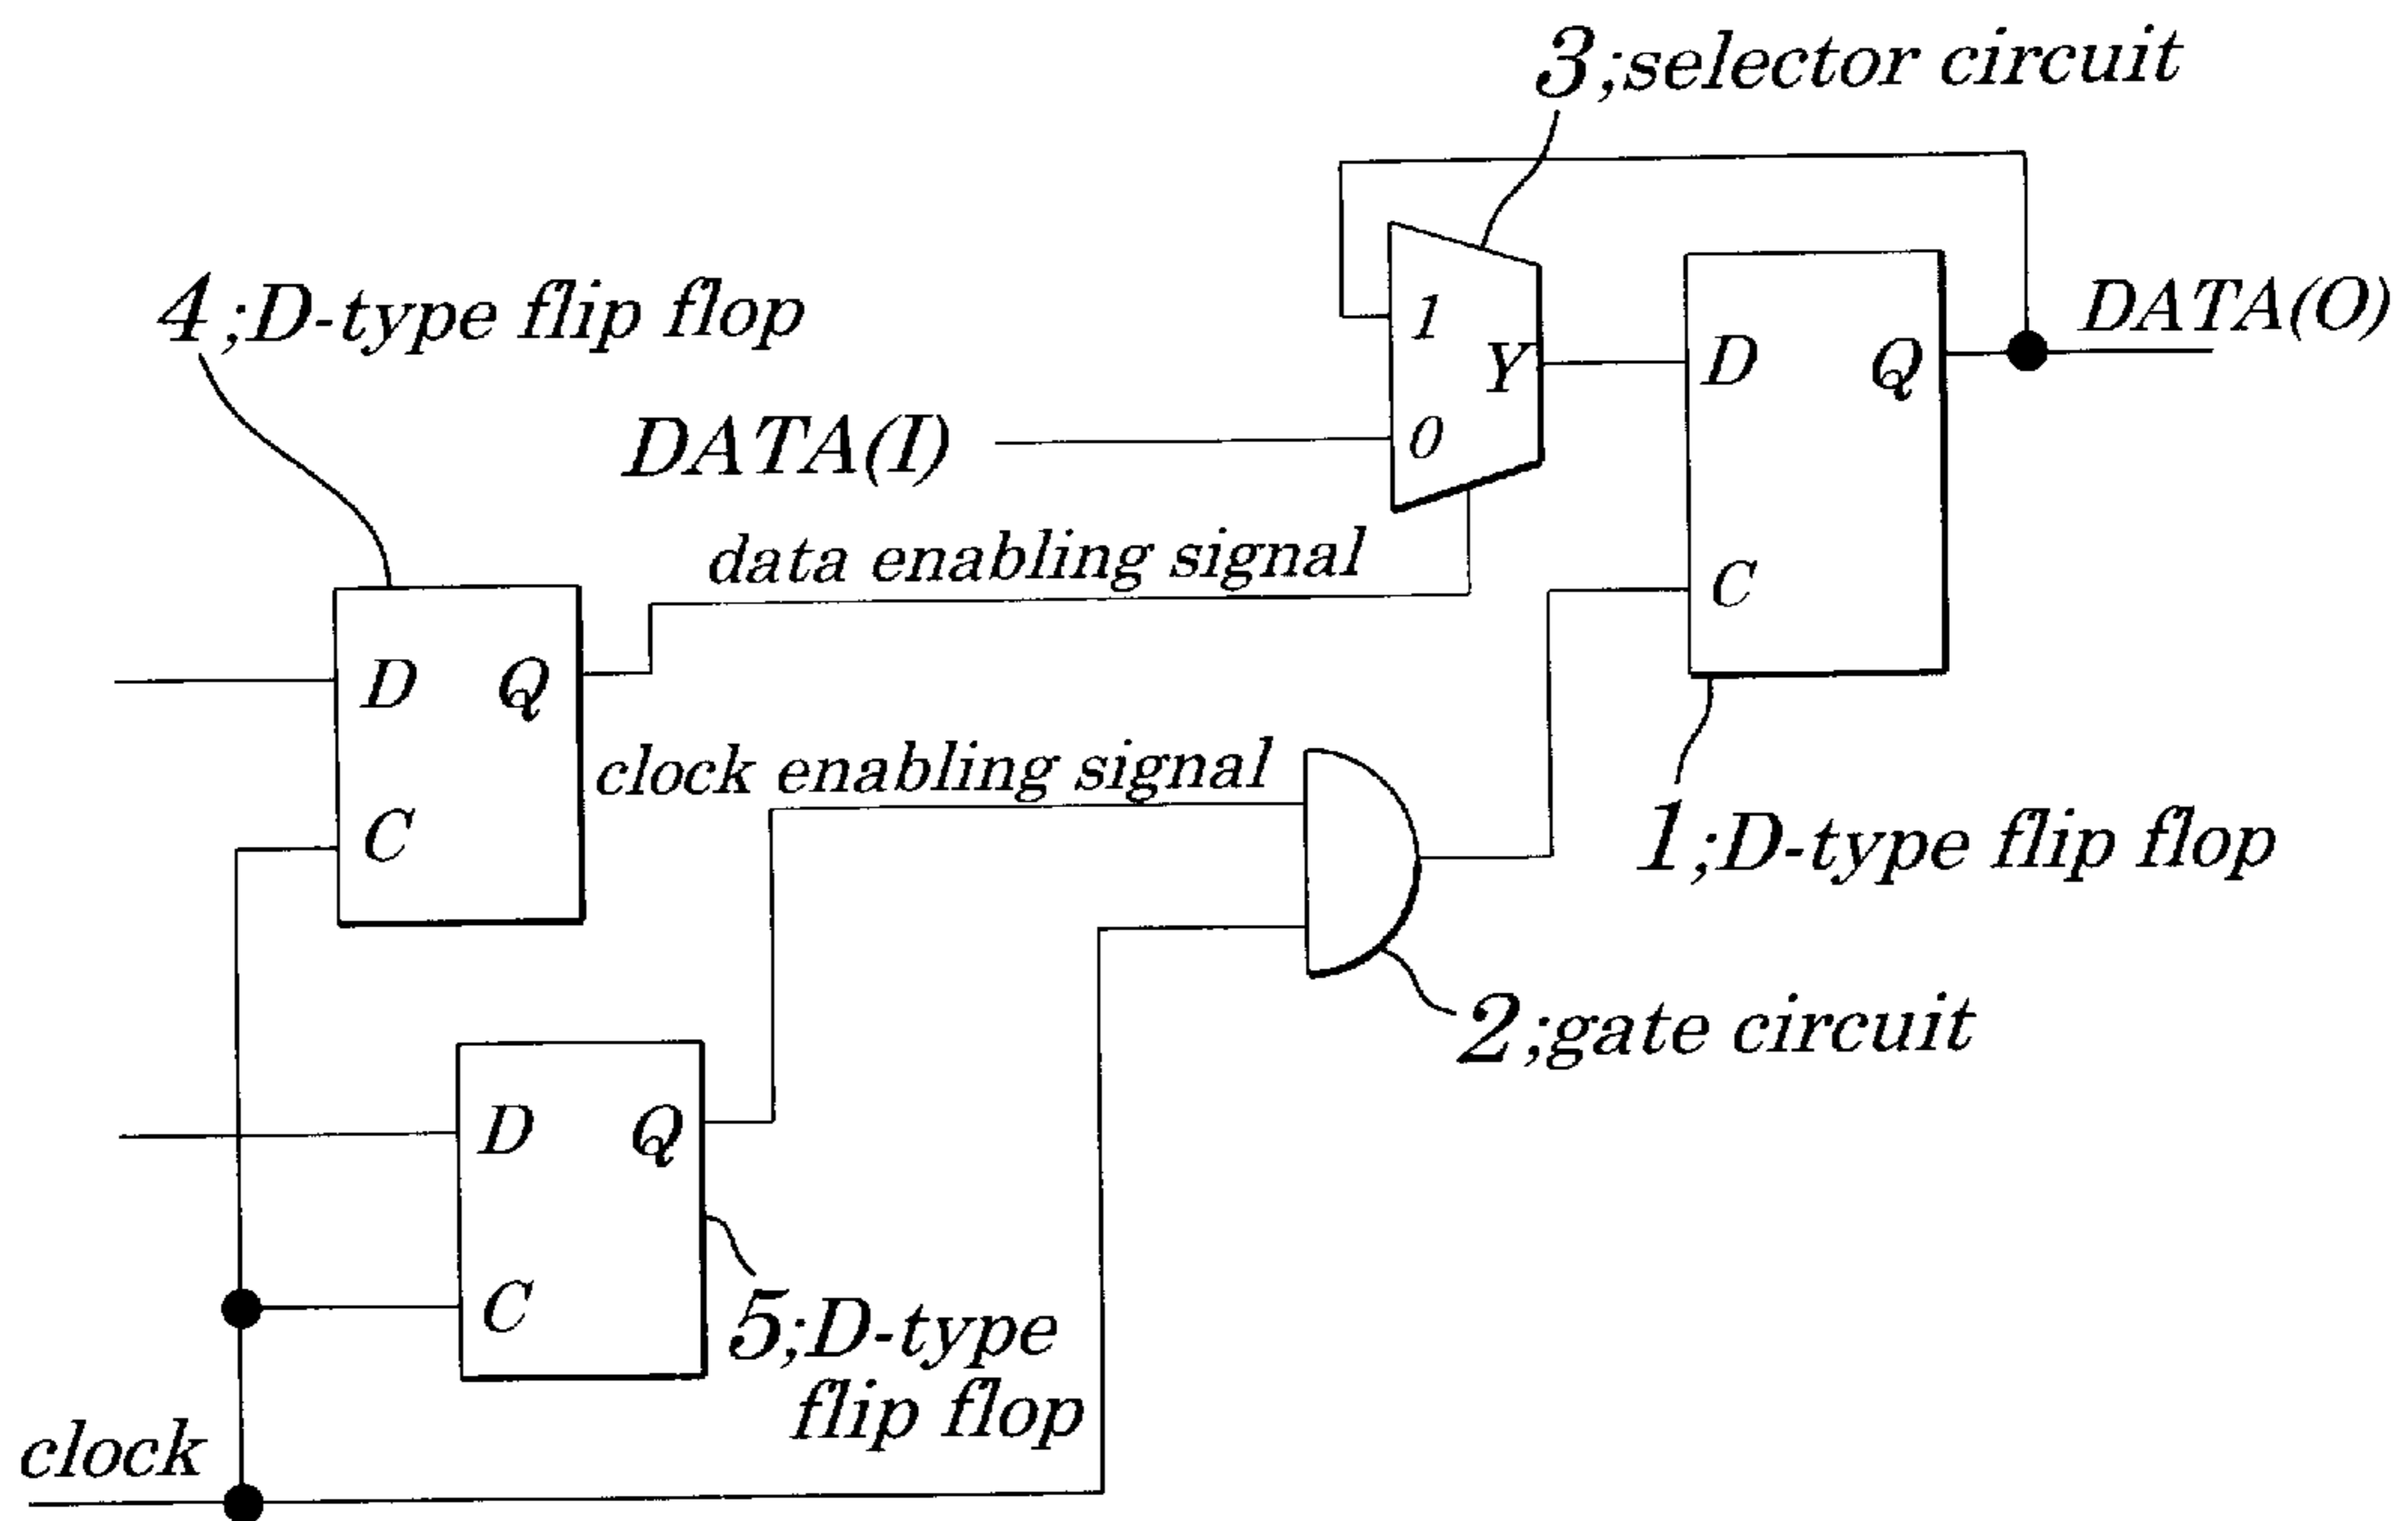 3;selector circuit
4;D-type flip flop
DATA(O)
1
Y
D
Q
DATA(I)
0
data enabling signal
C
D
Q
clock enabling signal
C
1;D-type flip flop
2;gate circuit
D
Q
C
5;D-type
flip flop
clock